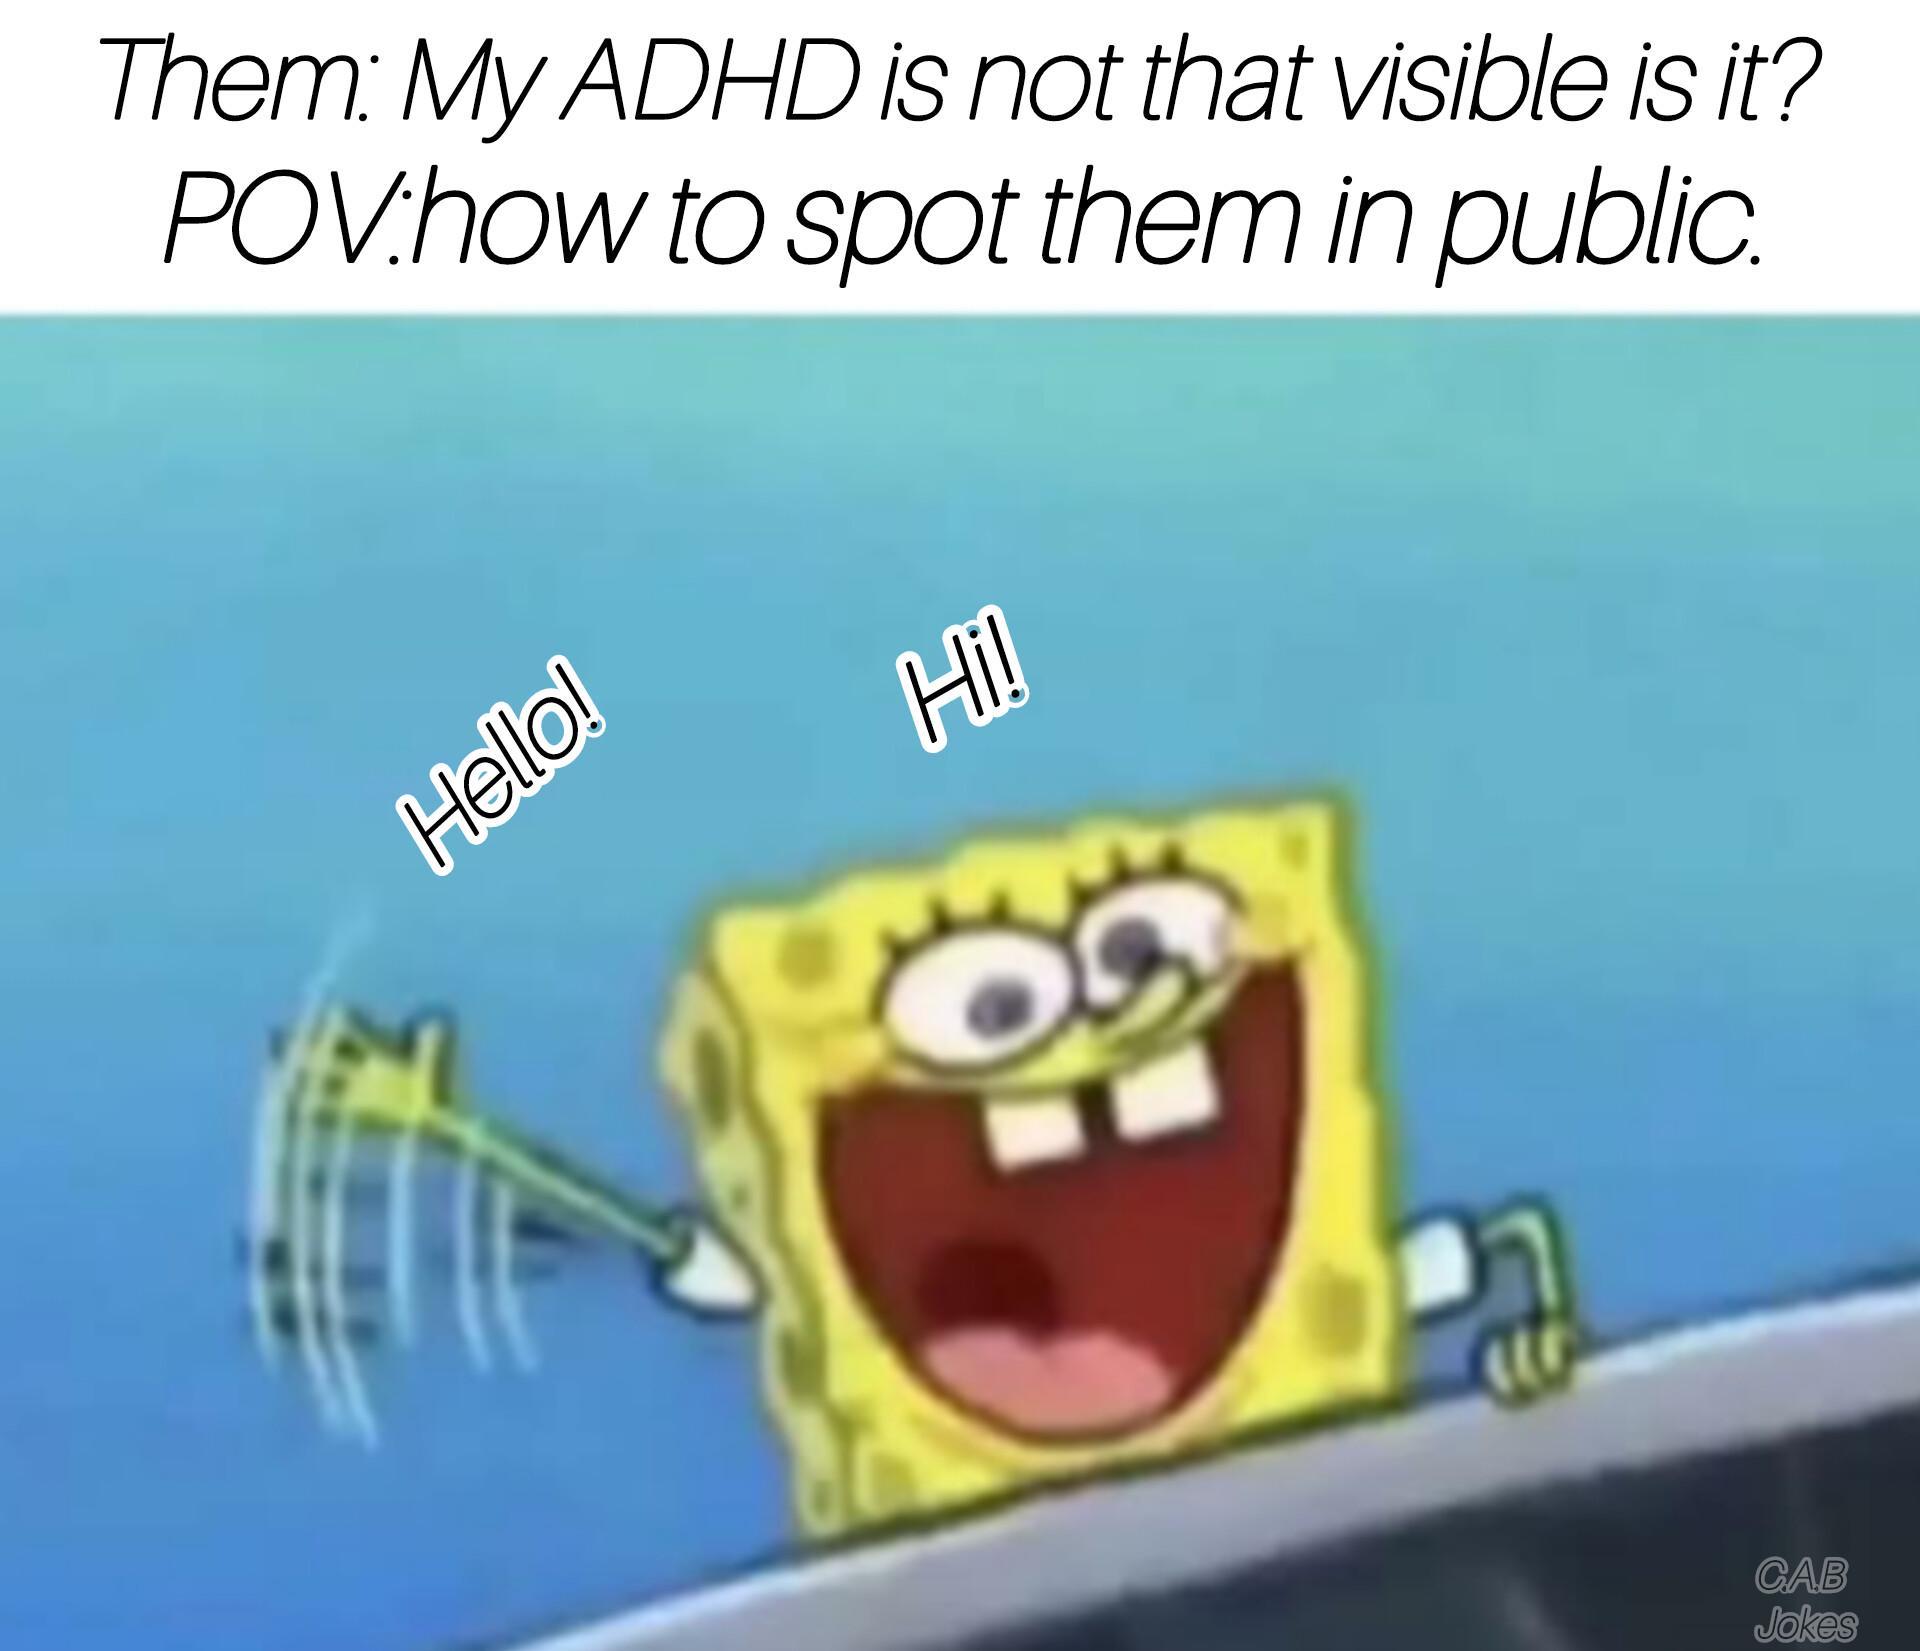 Them: My ADHD is not that visible is it?
POV:how to spot them in public.
Hello!
Hi!
C.A.B
Jokes